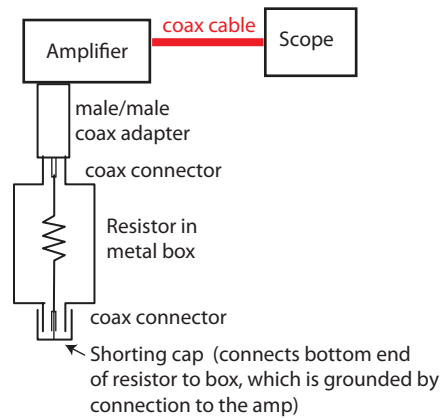 coax cable
Amplifier
Scope
male/male
coax adapter
coax connector
Resistor in
metal box
coax connector
Shorting cap (connects bottom end
of resistor to box, which is grounded by
connection to the amp)